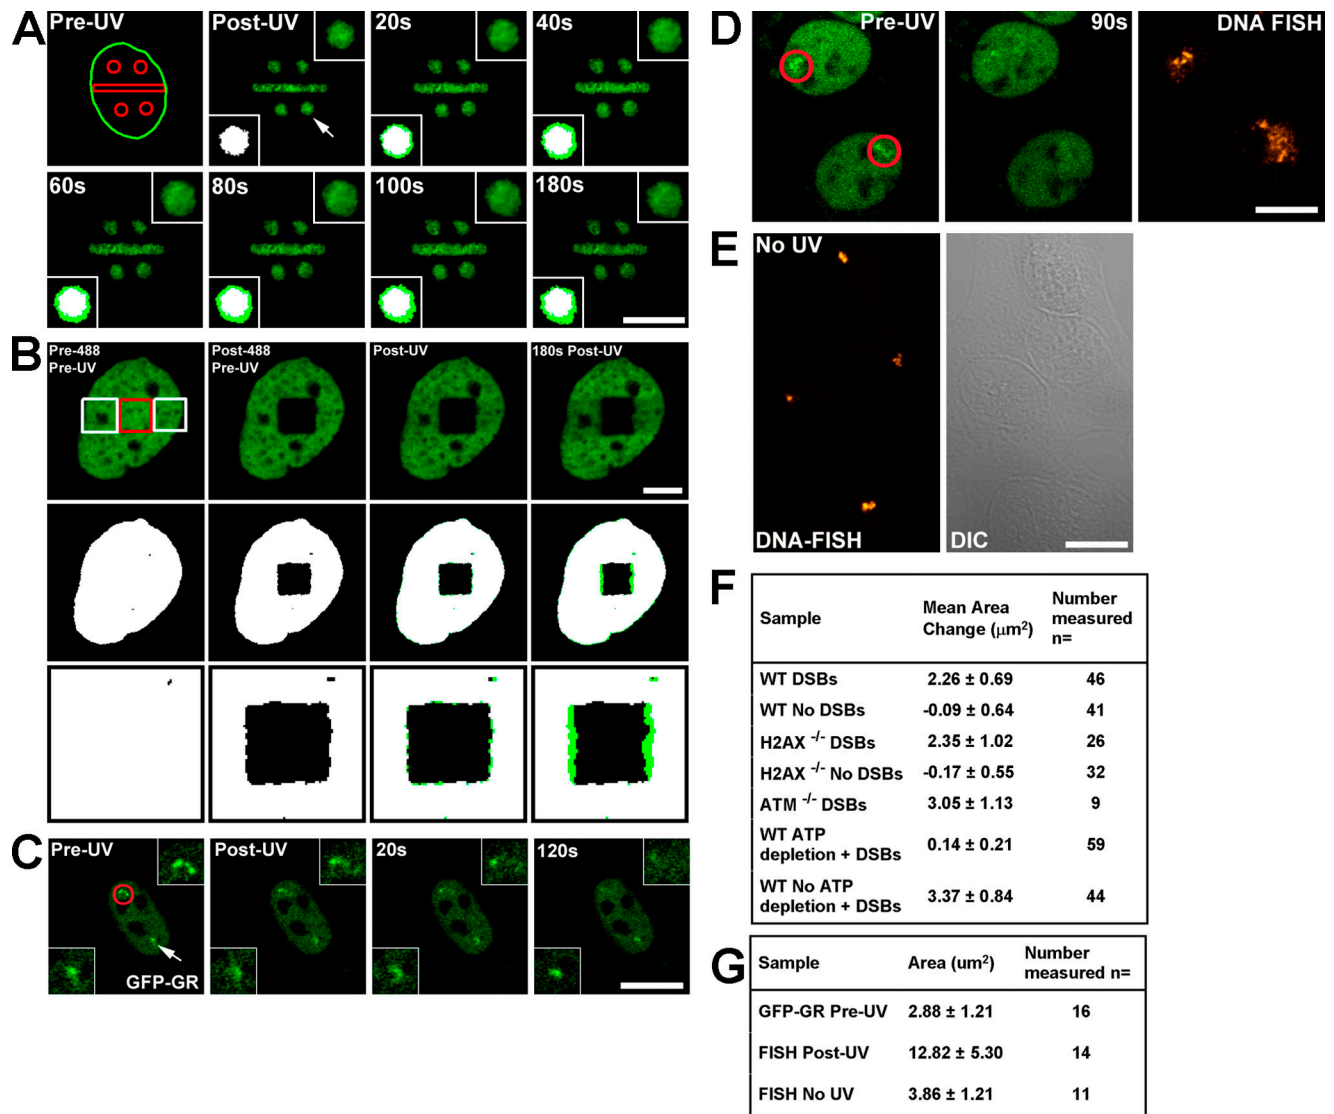 A
Pre-UV
Post-UV
20s
40s
60s
80s
100s
180s
B
Pre-488
Pre-UV
Post-488
Pre-UV
Post-UV
180s Post-UV
C
Pre-UV
GFP-GR
Post-UV
20s
120s
D
Pre-UV
90s
DNA FISH
E
No UV
DNA-FISH
DIC
F
Sample Mean Area Change (μm²) Number measured n=
WT DSBs 2.26 ± 0.69 46
WT No DSBs -0.09 ± 0.64 41
H2AX -/- DSBs 2.35 ± 1.02 26
H2AX -/- No DSBs -0.17 ± 0.55 32
ATM -/- DSBs 3.05 ± 1.13 9
WT ATP depletion + DSBs 0.14 ± 0.21 59
WT No ATP depletion + DSBs 3.37 ± 0.84 44
G
Sample Area (um²) Number measured n=
GFP-GR Pre-UV 2.88 ± 1.21 16
FISH Post-UV 12.82 ± 5.30 14
FISH No UV 3.86 ± 1.21 11